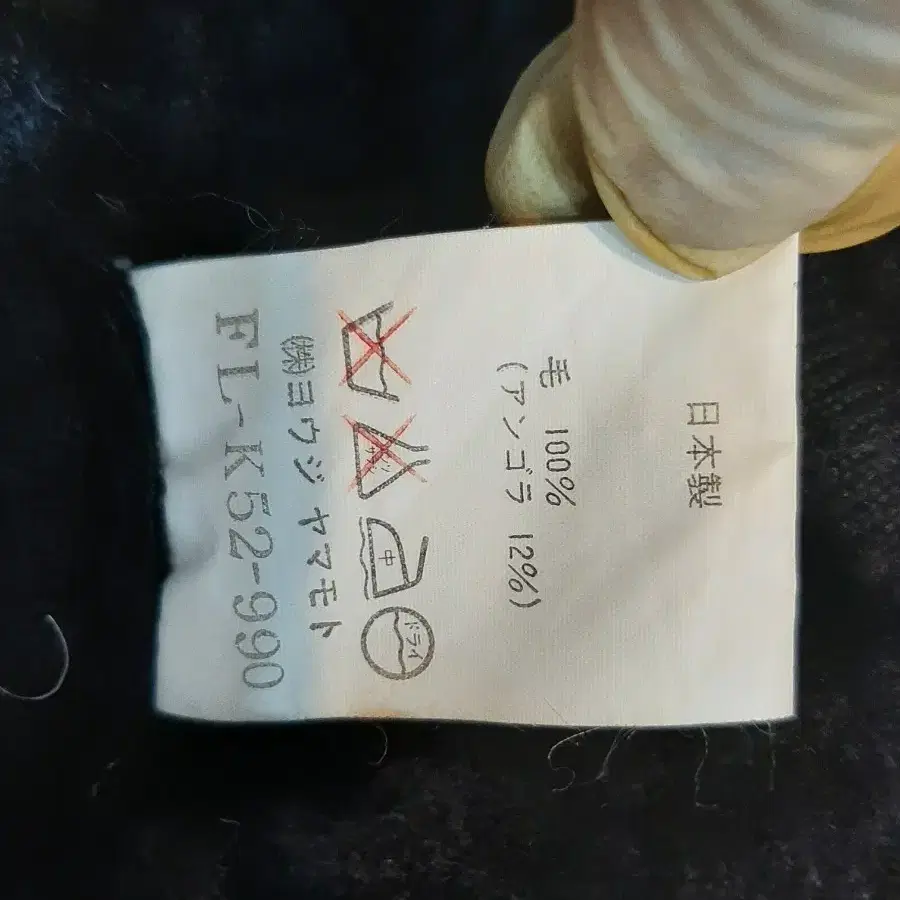 日本製
毛 100%
(アンゴラ 12%)
中 ドライ
㈱ヨウジヤマモト
FL-K52-990